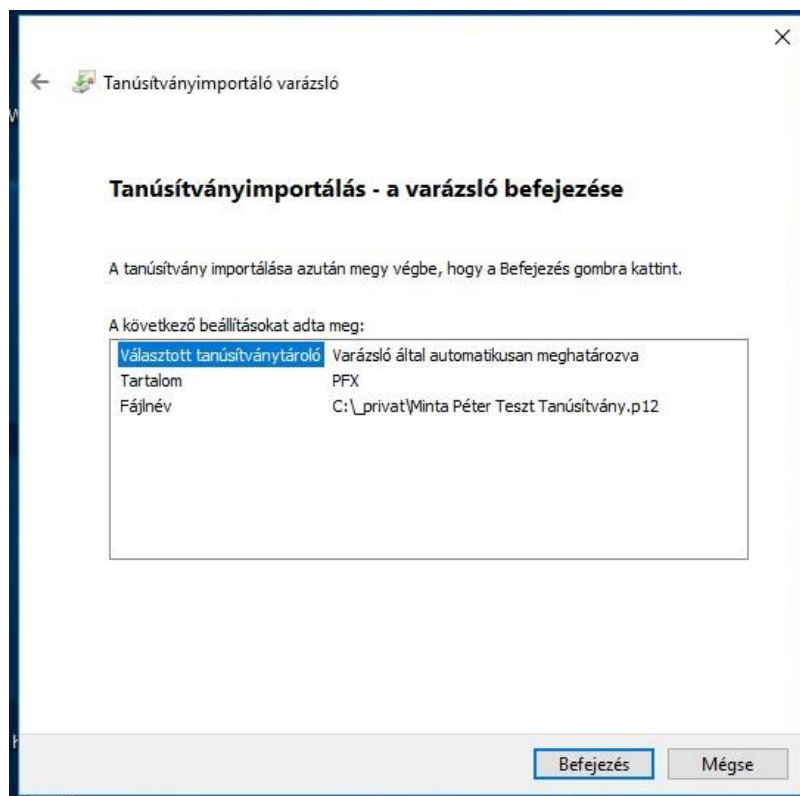 Tanúsítványimportáló varázsló
Tanúsítványimportálás - a varázsló befejezése
A tanúsítvány importálása azután megy végbe, hogy a Befejezés gombra kattint.
A következő beállításokat adta meg:
Választott tanúsítványtároló Varázsló által automatikusan meghatározva
Tartalom PFX
Fájlnév C:\_privat\Minta Péter Teszt Tanúsítvány.p12
Befejezés Mégse